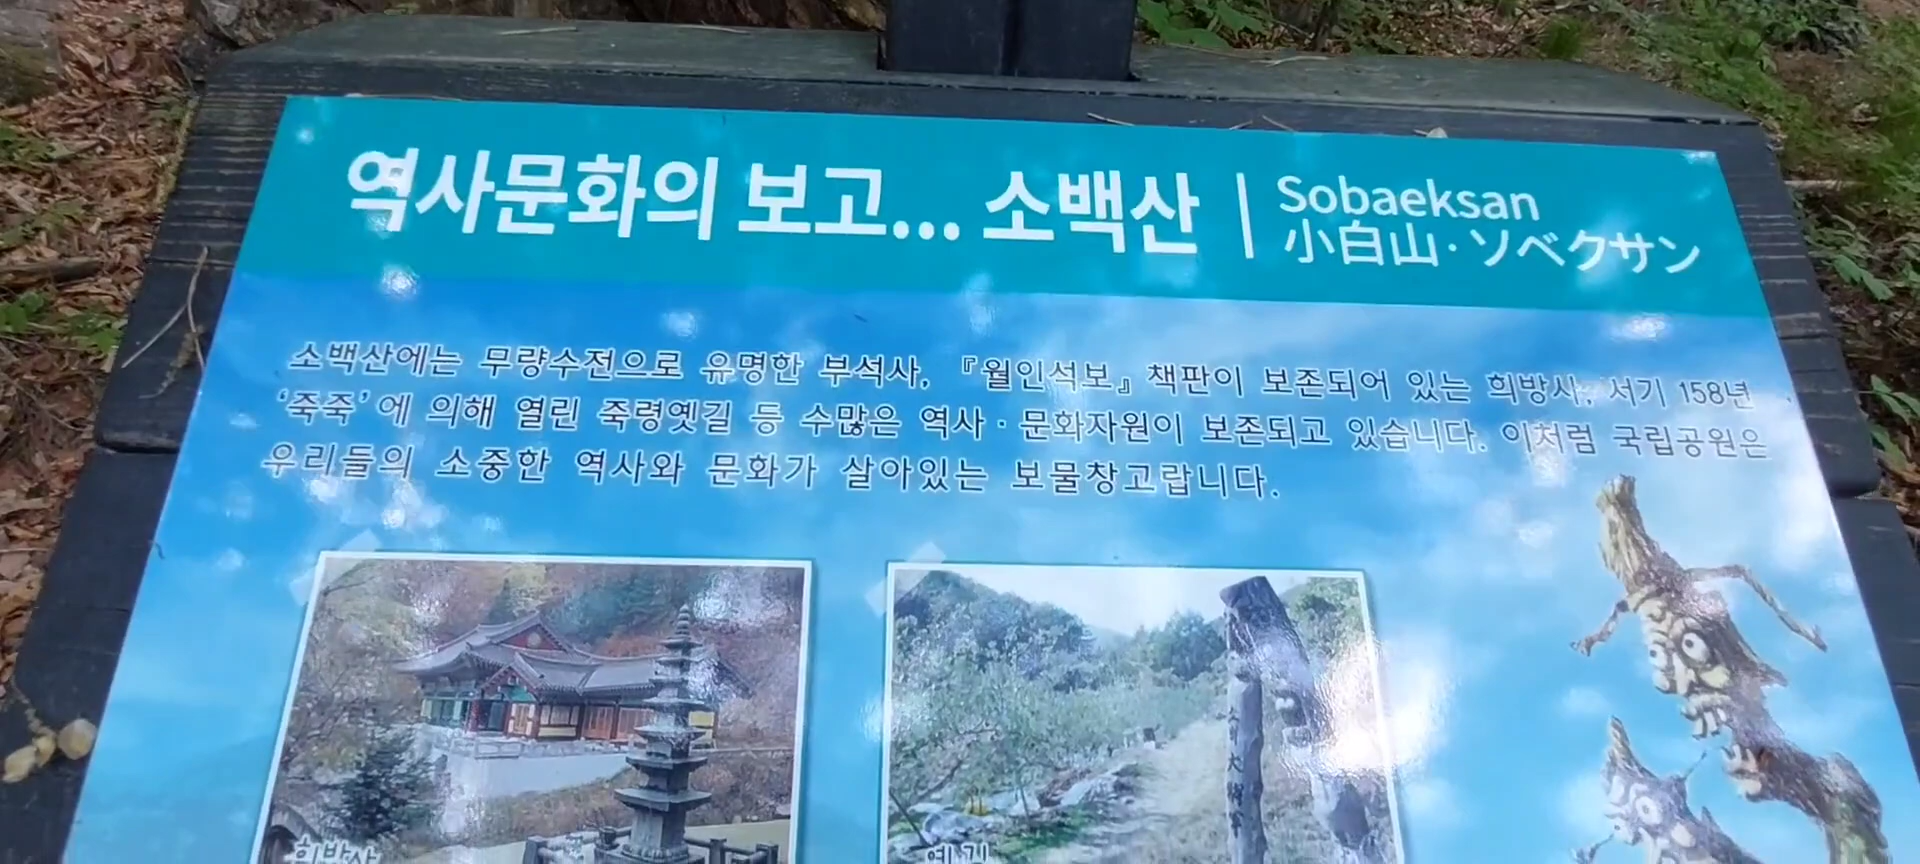 역사문화의 보고... 소백산
Sobaeksan
小白山·ソベクサン
소백산에는 무량수전으로 유명한 부석사, 『월인석보』 책판이 보존되어 있는 희방사, 서기 158년
‘죽죽’에 의해 열린 죽령옛길 등 수많은 역사·문화자원이 보존되고 있습니다. 이처럼 국립공원은
우리들의 소중한 역사와 문화가 살아있는 보물창고랍니다.
희방사
옛길